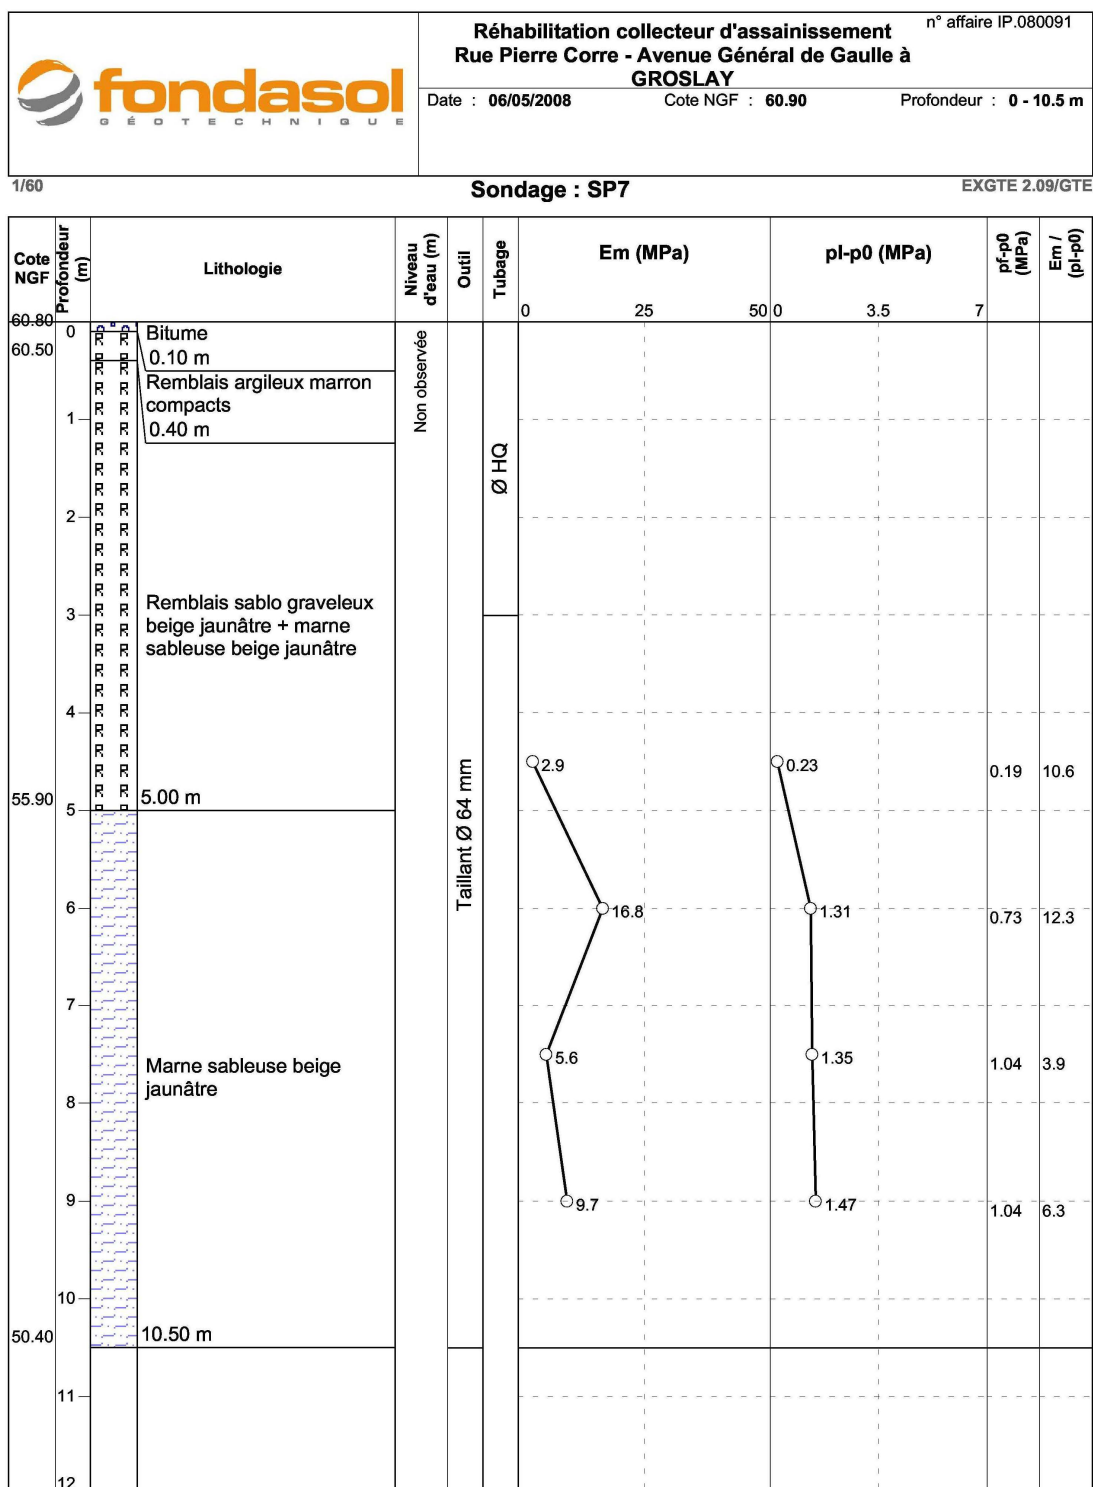 fondasol
GÉOTECHNIQUE
Réhabilitation collecteur d'assainissement
Rue Pierre Corre - Avenue Général de Gaulle à
GROSLAY
n° affaire IP.080091
Date : 06/05/2008 Cote NGF : 60.90 Profondeur : 0 - 10.5 m
1/60
Sondage : SP7
EXGTE 2.09/GTE
Cote
NGF
Profondeur
(m)
Lithologie
Niveau
d'eau (m)
Outil
Tubage
Em (MPa)
pl-p0 (MPa)
pf-p0
(MPa)
Em /
(pl-p0)
0 25 50 0 3.5 7
60.80
0
60.50
Bitume
0.10 m
Remblais argileux marron
compacts
0.40 m
Non observée
1
Ø HQ
2
Remblais sablo graveleux
beige jaunâtre + marne
sableuse beige jaunâtre
3
4
2.9 0.23 0.19 10.6
55.90
5.00 m
5
Taillant Ø 64 mm
6
16.8 1.31 0.73 12.3
7
5.6 1.35 1.04 3.9
Marne sableuse beige
jaunâtre
8
9
9.7 1.47 1.04 6.3
10
50.40
10.50 m
11
12